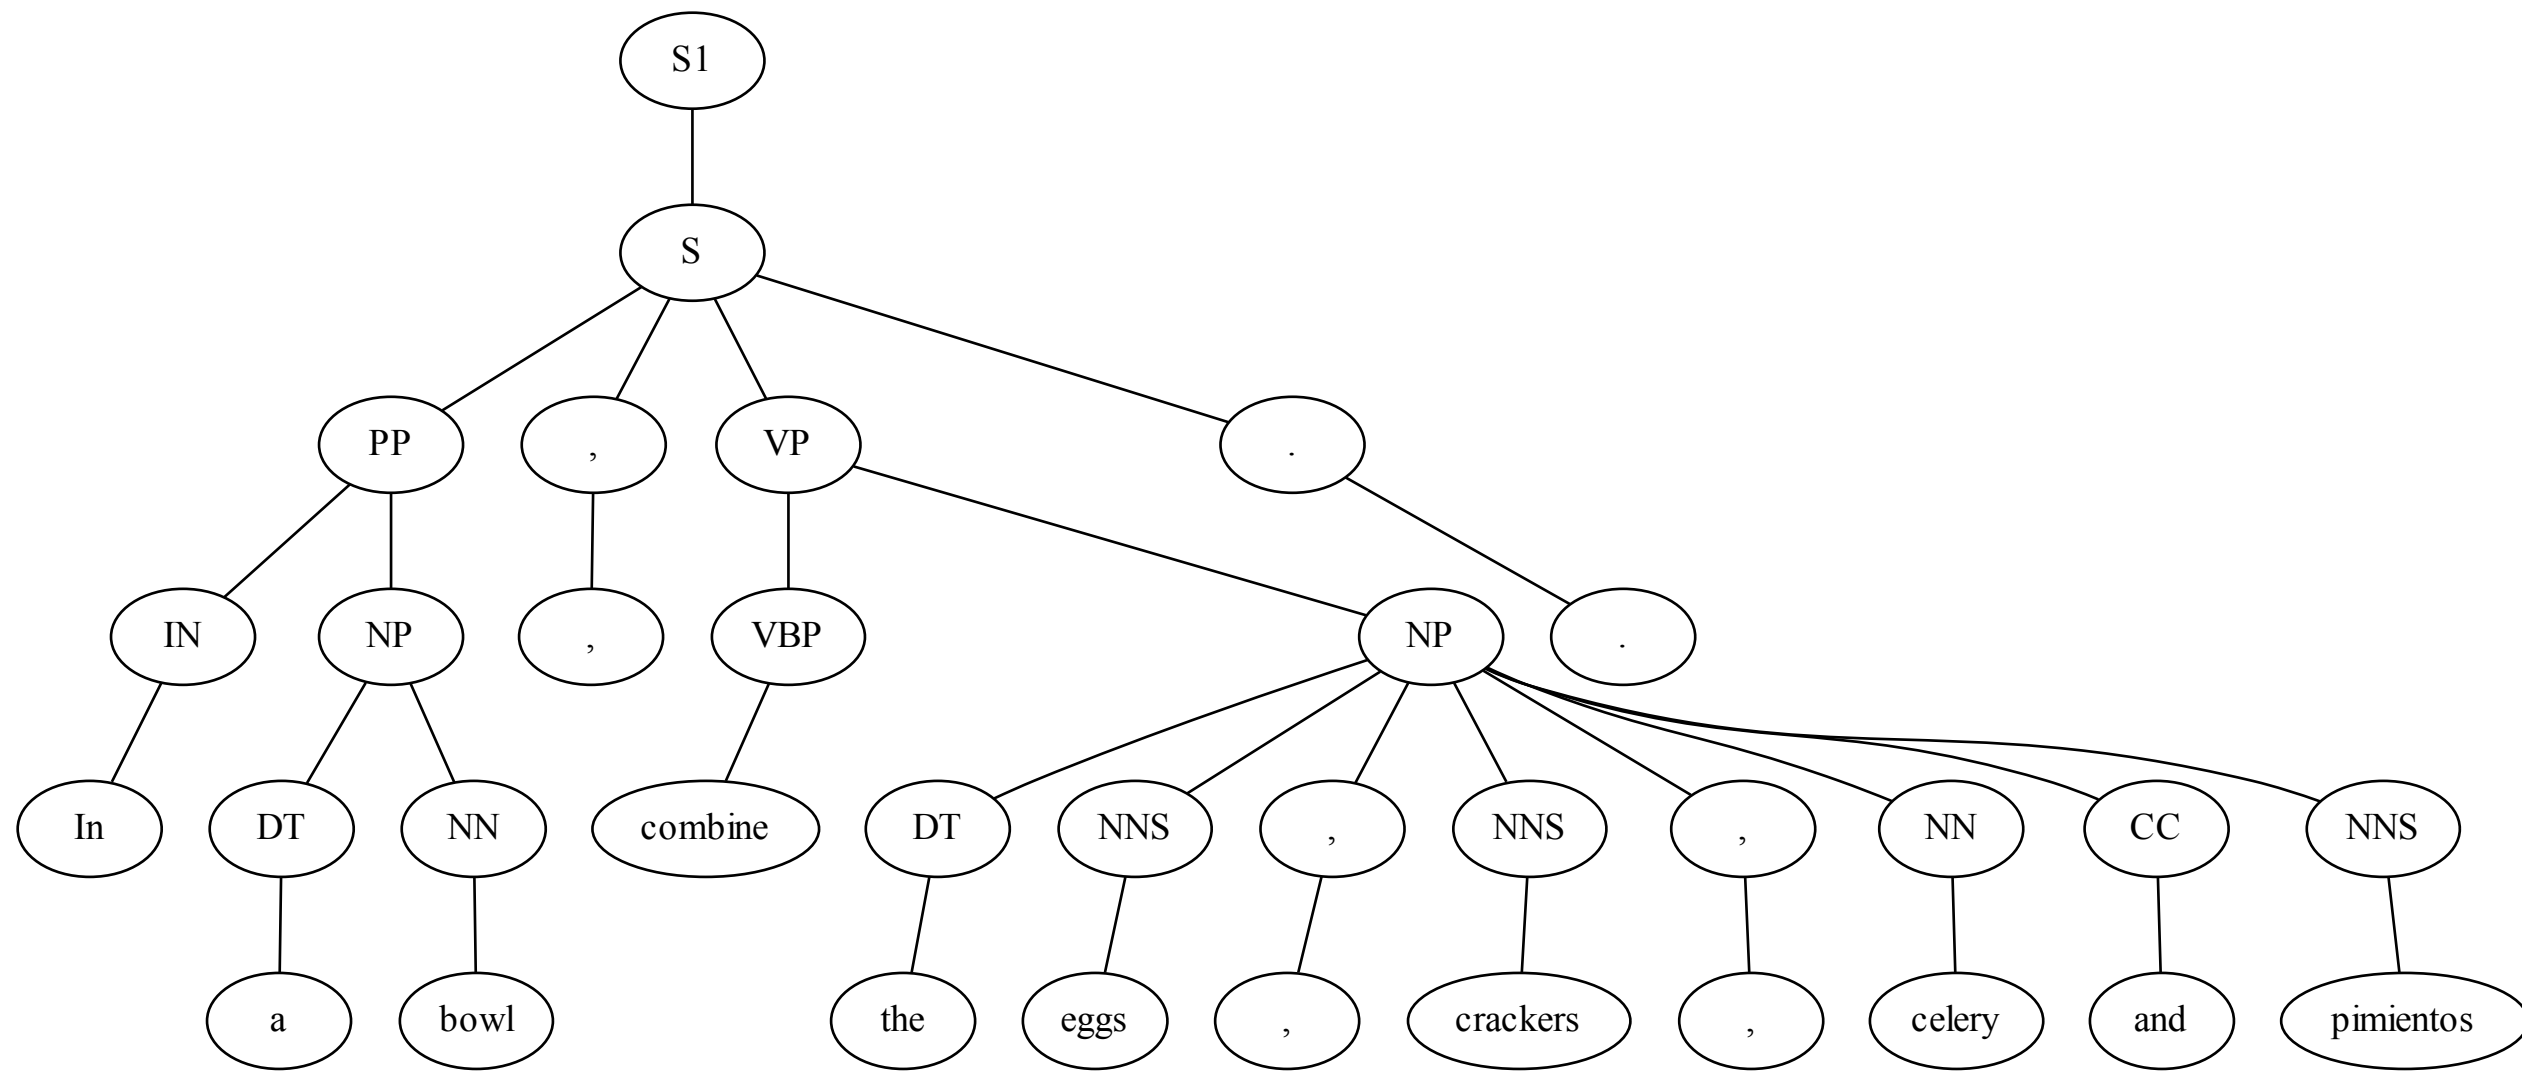 S1
S
PP , VP .
IN NP , VBP NP .
In DT NN combine DT NNS , NNS , NN CC NNS
a bowl the eggs , crackers , celery and pimientos